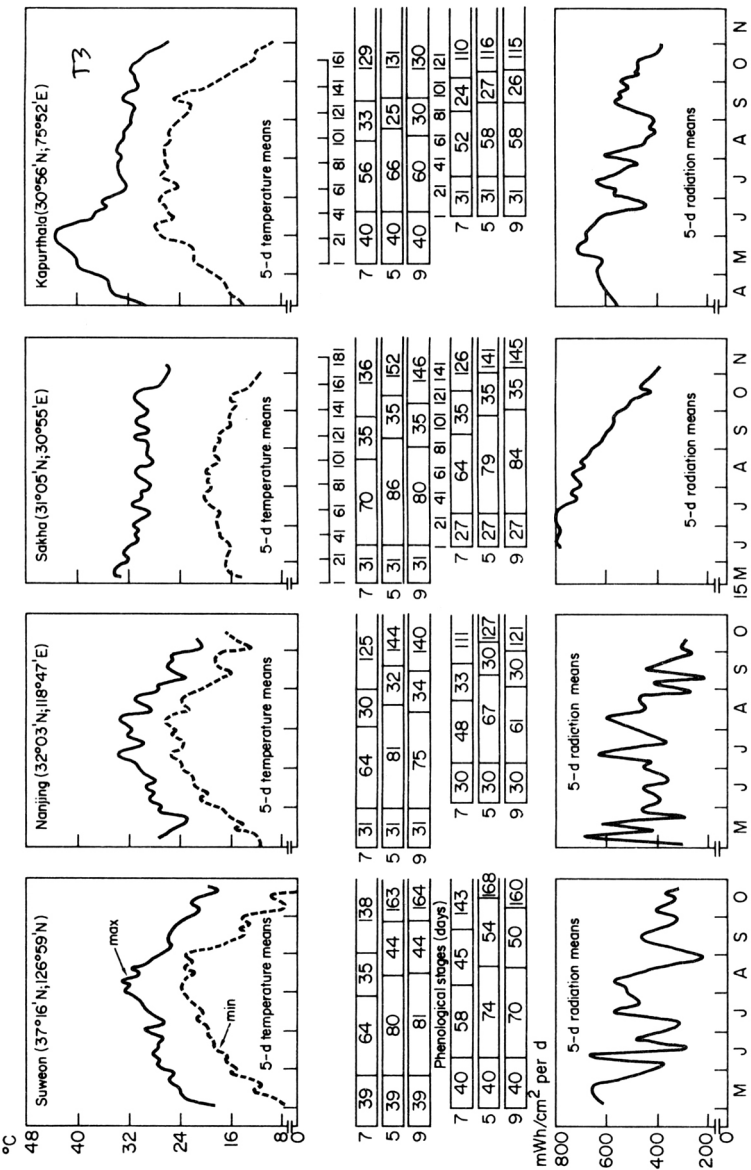 °C
Suweon (37°16'N;126°59'N)
Nanjing (32°03'N;118°47'E)
Sakha (31°05'N;30°55'E)
Kapurthala (30°56'N;75°52'E)
T3
48
40
32
24
16
8
0
max
min
5-d temperature means
5-d temperature means
5-d temperature means
5-d temperature means
1 21 41 61 81 101 121 141 161 181
1 21 41 61 81 101 121 141 161
7 39 64 35 138
7 31 64 30 125
7 31 70 35 136
7 40 56 33 129
5 39 80 44 163
5 31 81 32 144
5 31 86 35 152
5 40 66 25 131
9 39 81 44 164
9 31 75 34 140
9 31 80 35 146
9 40 60 30 130
Phenological stages (days)
1 21 41 61 81 101 121 141
1 21 41 61 81 101 121
7 40 58 45 143
7 30 48 33 111
7 27 64 35 126
7 31 52 24 110
5 40 74 54 168
5 30 67 30 127
5 27 79 35 141
5 31 58 27 116
9 40 70 50 160
9 30 61 30 121
9 27 84 35 145
9 31 58 26 115
mWh/cm² per d
800
600
400
200
0
5-d radiation means
5-d radiation means
5-d radiation means
5-d radiation means
M J J A S O
M J J A S O
15M J J A S O
A M J J A S O N